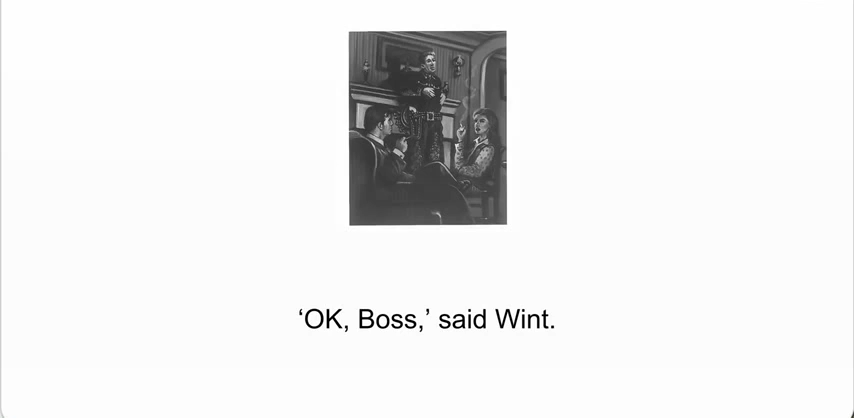 ‘OK, Boss,’ said Wint.